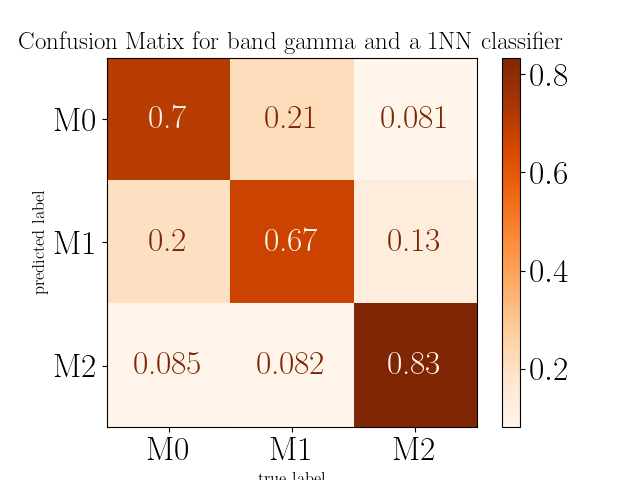 Confusion Matix for band gamma and a 1NN classifier
0.8
M0 0.7 0.21 0.081
0.6
predicted label
M1 0.2 0.67 0.13
0.4
M2 0.085 0.082 0.83
0.2
M0 M1 M2
true label